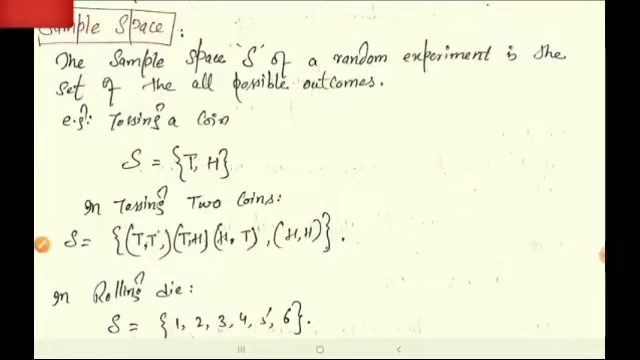 Sample Space :
The Sample Space 'S' of a random experiment is the
set of the all possible outcomes.
e.g: Tossing a Coin
S = {T, H}
In Tossing Two Coins:
S = {(T,T,)(T,H)(H, T), (H,H)}.
In Rolling die:
S = {1, 2, 3, 4, 5, 6}.